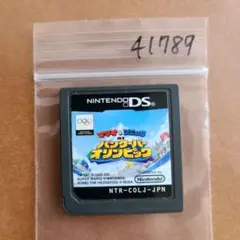 41789
NINTENDO DS
マリオ&ソニック
AT
バンクーバー
オリンピック
Nintendo
NTR-COLJ-JPN